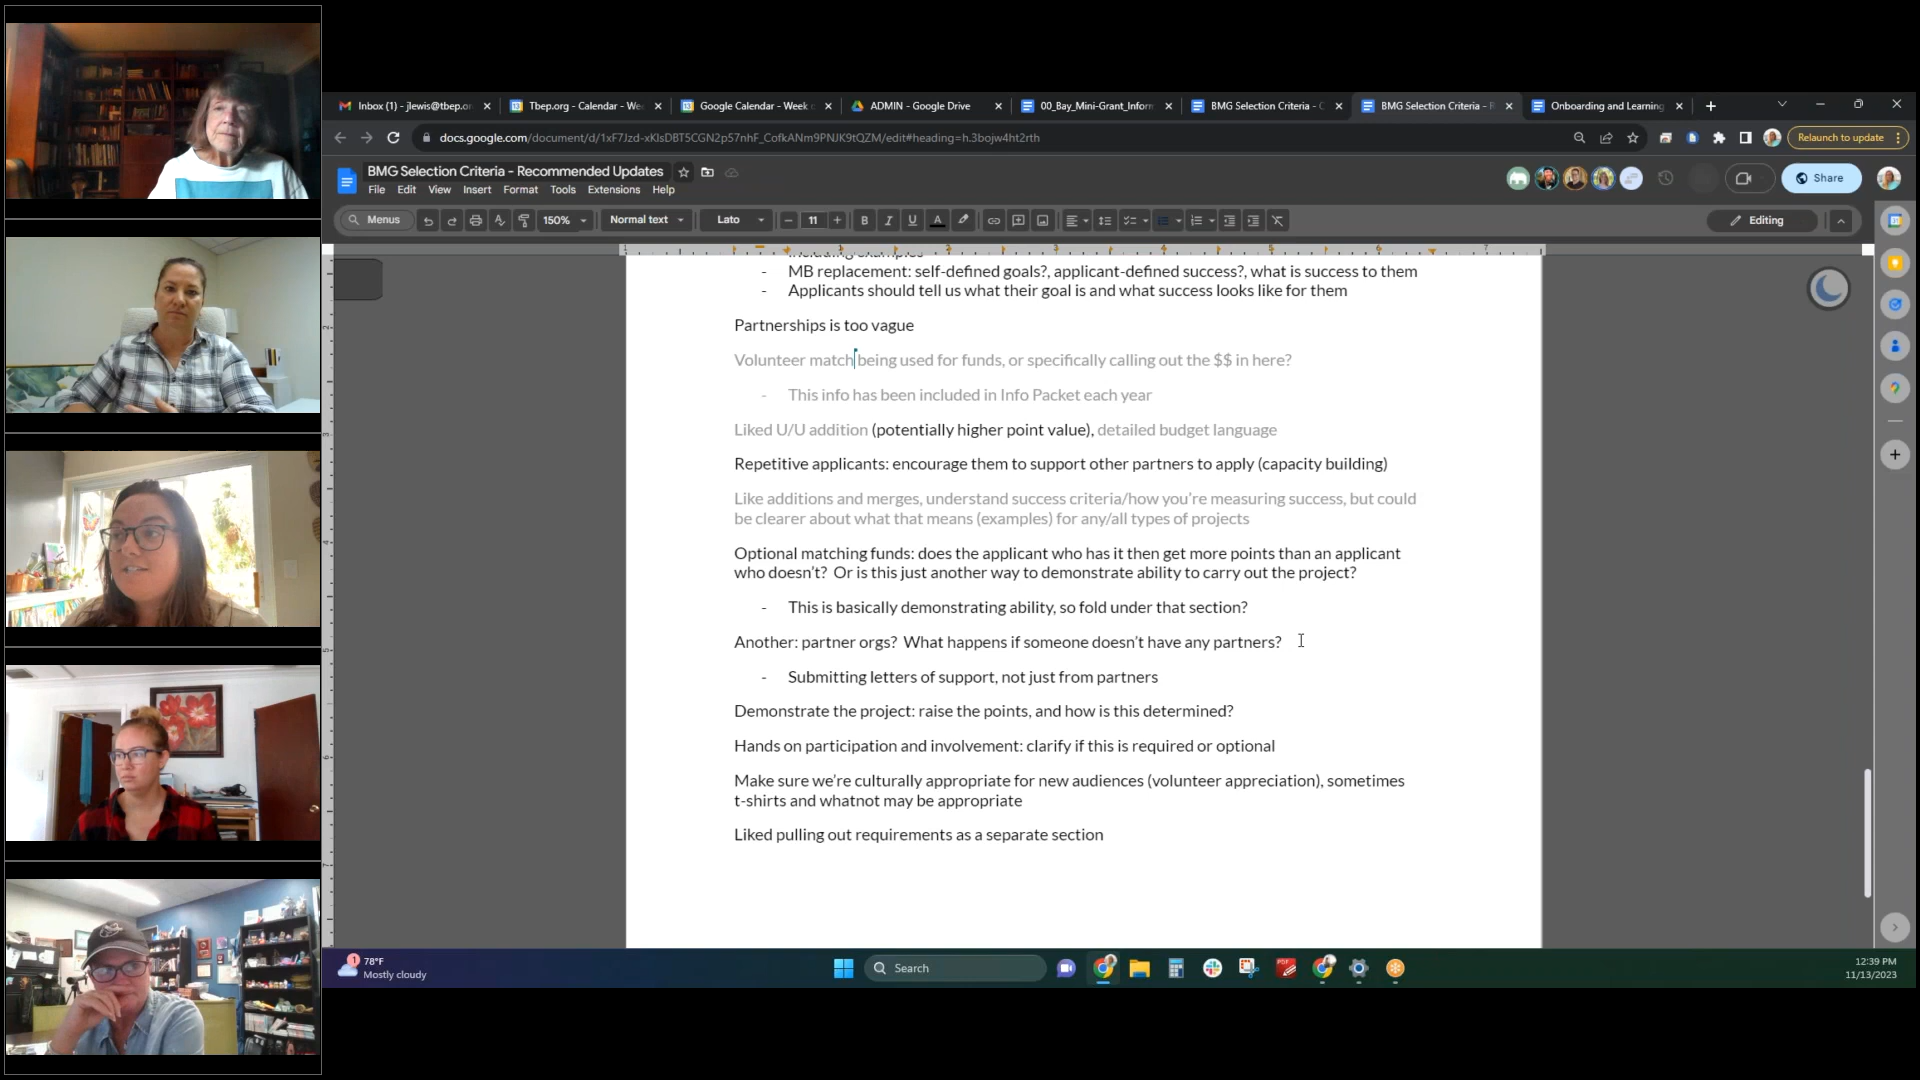 Inbox (1) - jlewis@tbep.or
Tbep.org - Calendar - We
Google Calendar - Week
ADMIN - Google Drive
00_Bay_Mini-Grant_Inform
BMG Selection Criteria - C
BMG Selection Criteria - R
Onboarding and Learning
docs.google.com/document/d/1xF7Jzd-xKlsDBT5CGN2p57nhF_CofkANm9PNJK9tQZM/edit#heading=h.3bojw4ht2rth
Relaunch to update
BMG Selection Criteria - Recommended Updates
File Edit View Insert Format Tools Extensions Help
Share
Menus
150%
Normal text
Lato
11
Editing
1 1 2 3 4 5 6 7
including examples
- MB replacement: self-defined goals?, applicant-defined success?, what is success to them
- Applicants should tell us what their goal is and what success looks like for them
Partnerships is too vague
Volunteer match being used for funds, or specifically calling out the $$ in here?
- This info has been included in Info Packet each year
Liked U/U addition (potentially higher point value), detailed budget language
Repetitive applicants: encourage them to support other partners to apply (capacity building)
Like additions and merges, understand success criteria/how you're measuring success, but could
be clearer about what that means (examples) for any/all types of projects
Optional matching funds: does the applicant who has it then get more points than an applicant
who doesn't? Or is this just another way to demonstrate ability to carry out the project?
- This is basically demonstrating ability, so fold under that section?
Another: partner orgs? What happens if someone doesn't have any partners?
- Submitting letters of support, not just from partners
Demonstrate the project: raise the points, and how is this determined?
Hands on participation and involvement: clarify if this is required or optional
Make sure we're culturally appropriate for new audiences (volunteer appreciation), sometimes
t-shirts and whatnot may be appropriate
Liked pulling out requirements as a separate section
1
78°F
Mostly cloudy
Search
12:39 PM
11/13/2023